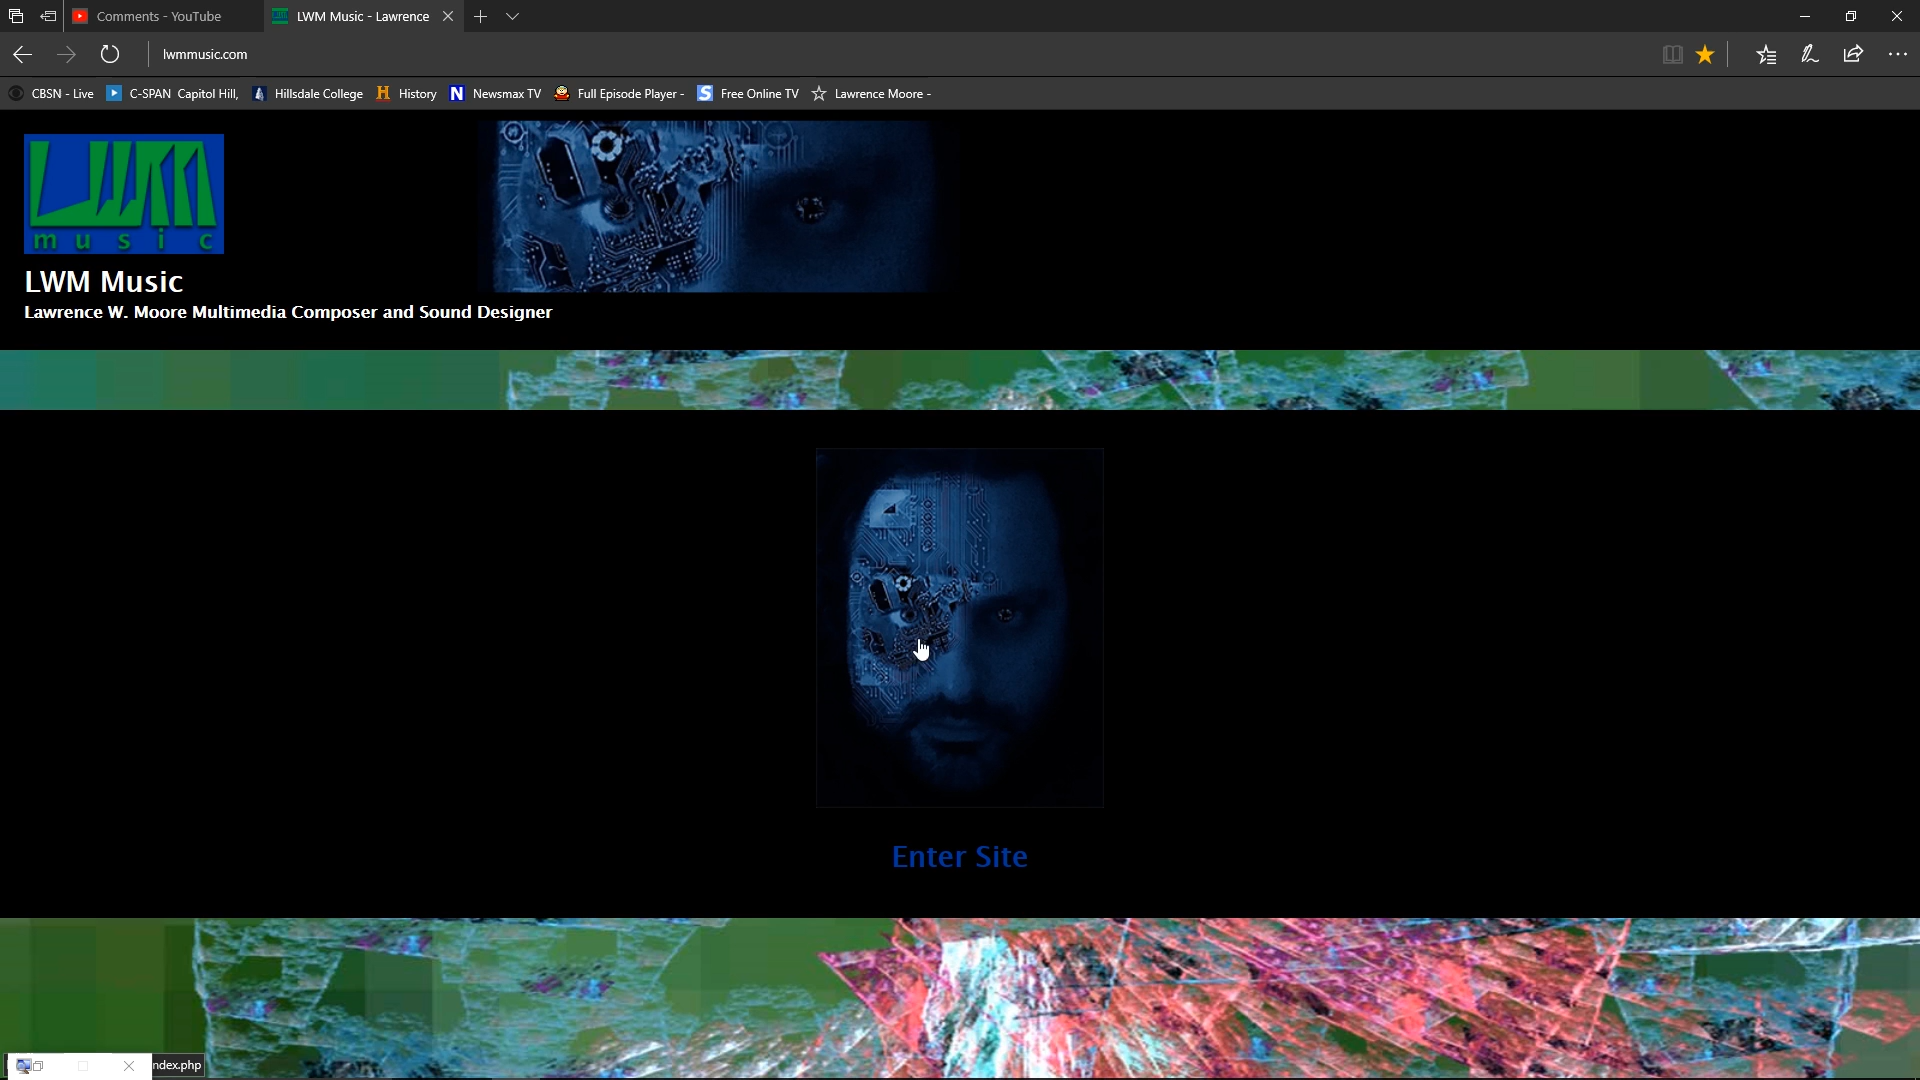 Comments - YouTube
LWM Music - Lawrence
lwmmusic.com
CBSN - Live
C-SPAN Capitol Hill,
Hillsdale College
History
Newsmax TV
Full Episode Player -
Free Online TV
Lawrence Moore -
LWM
music
LWM Music
Lawrence W. Moore Multimedia Composer and Sound Designer
Enter Site
ndex.php